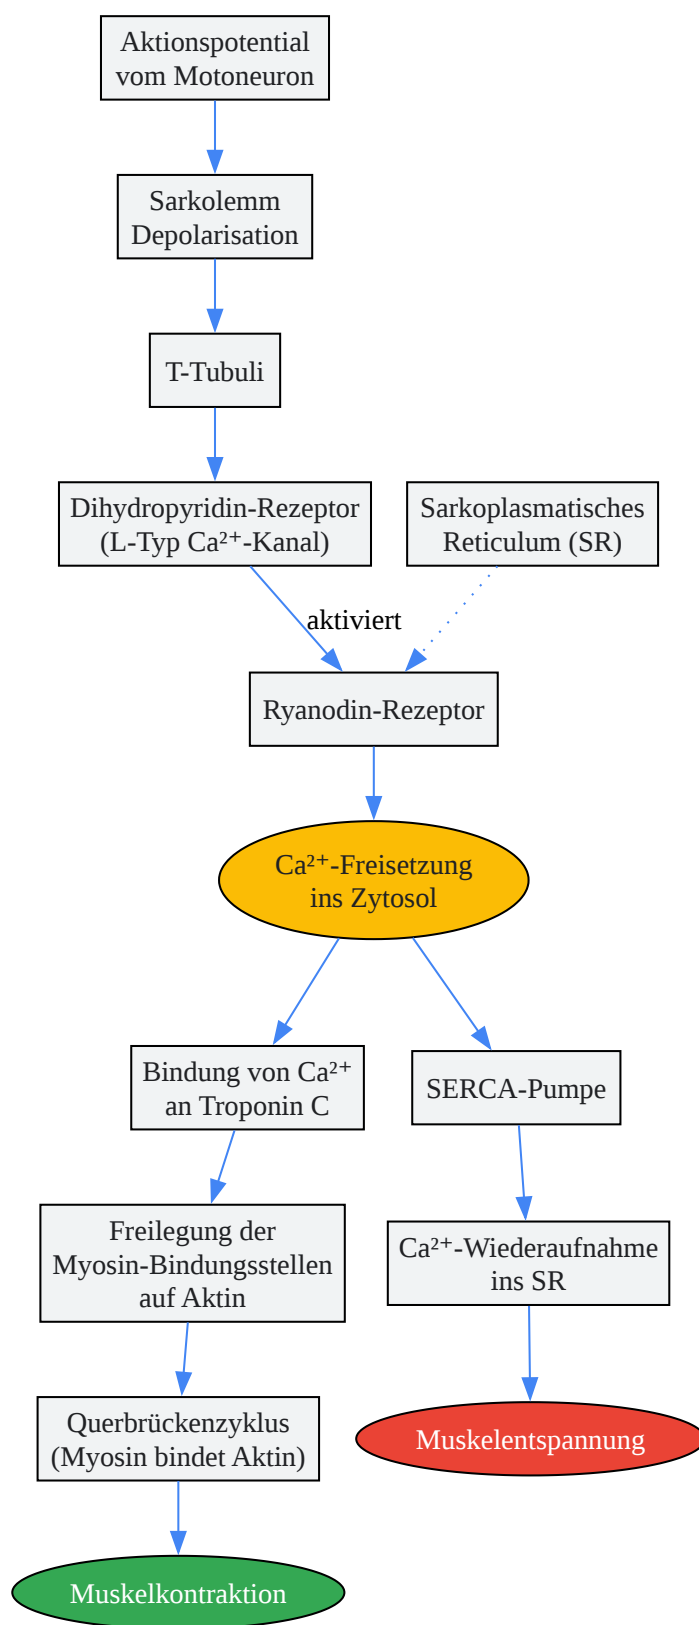 Aktionspotential
vom Motoneuron
Sarkolemm
Depolarisation
T-Tubuli
Dihydropyridin-Rezeptor
(L-Typ Ca²⁺-Kanal)
Sarkoplasmatisches
Reticulum (SR)
aktiviert
Ryanodin-Rezeptor
Ca²⁺-Freisetzung
ins Zytosol
Bindung von Ca²⁺
an Troponin C
SERCA-Pumpe
Freilegung der
Myosin-Bindungsstellen
auf Aktin
Ca²⁺-Wiederaufnahme
ins SR
Querbrückenzyklus
(Myosin bindet Aktin)
Muskelentspannung
Muskelkontraktion